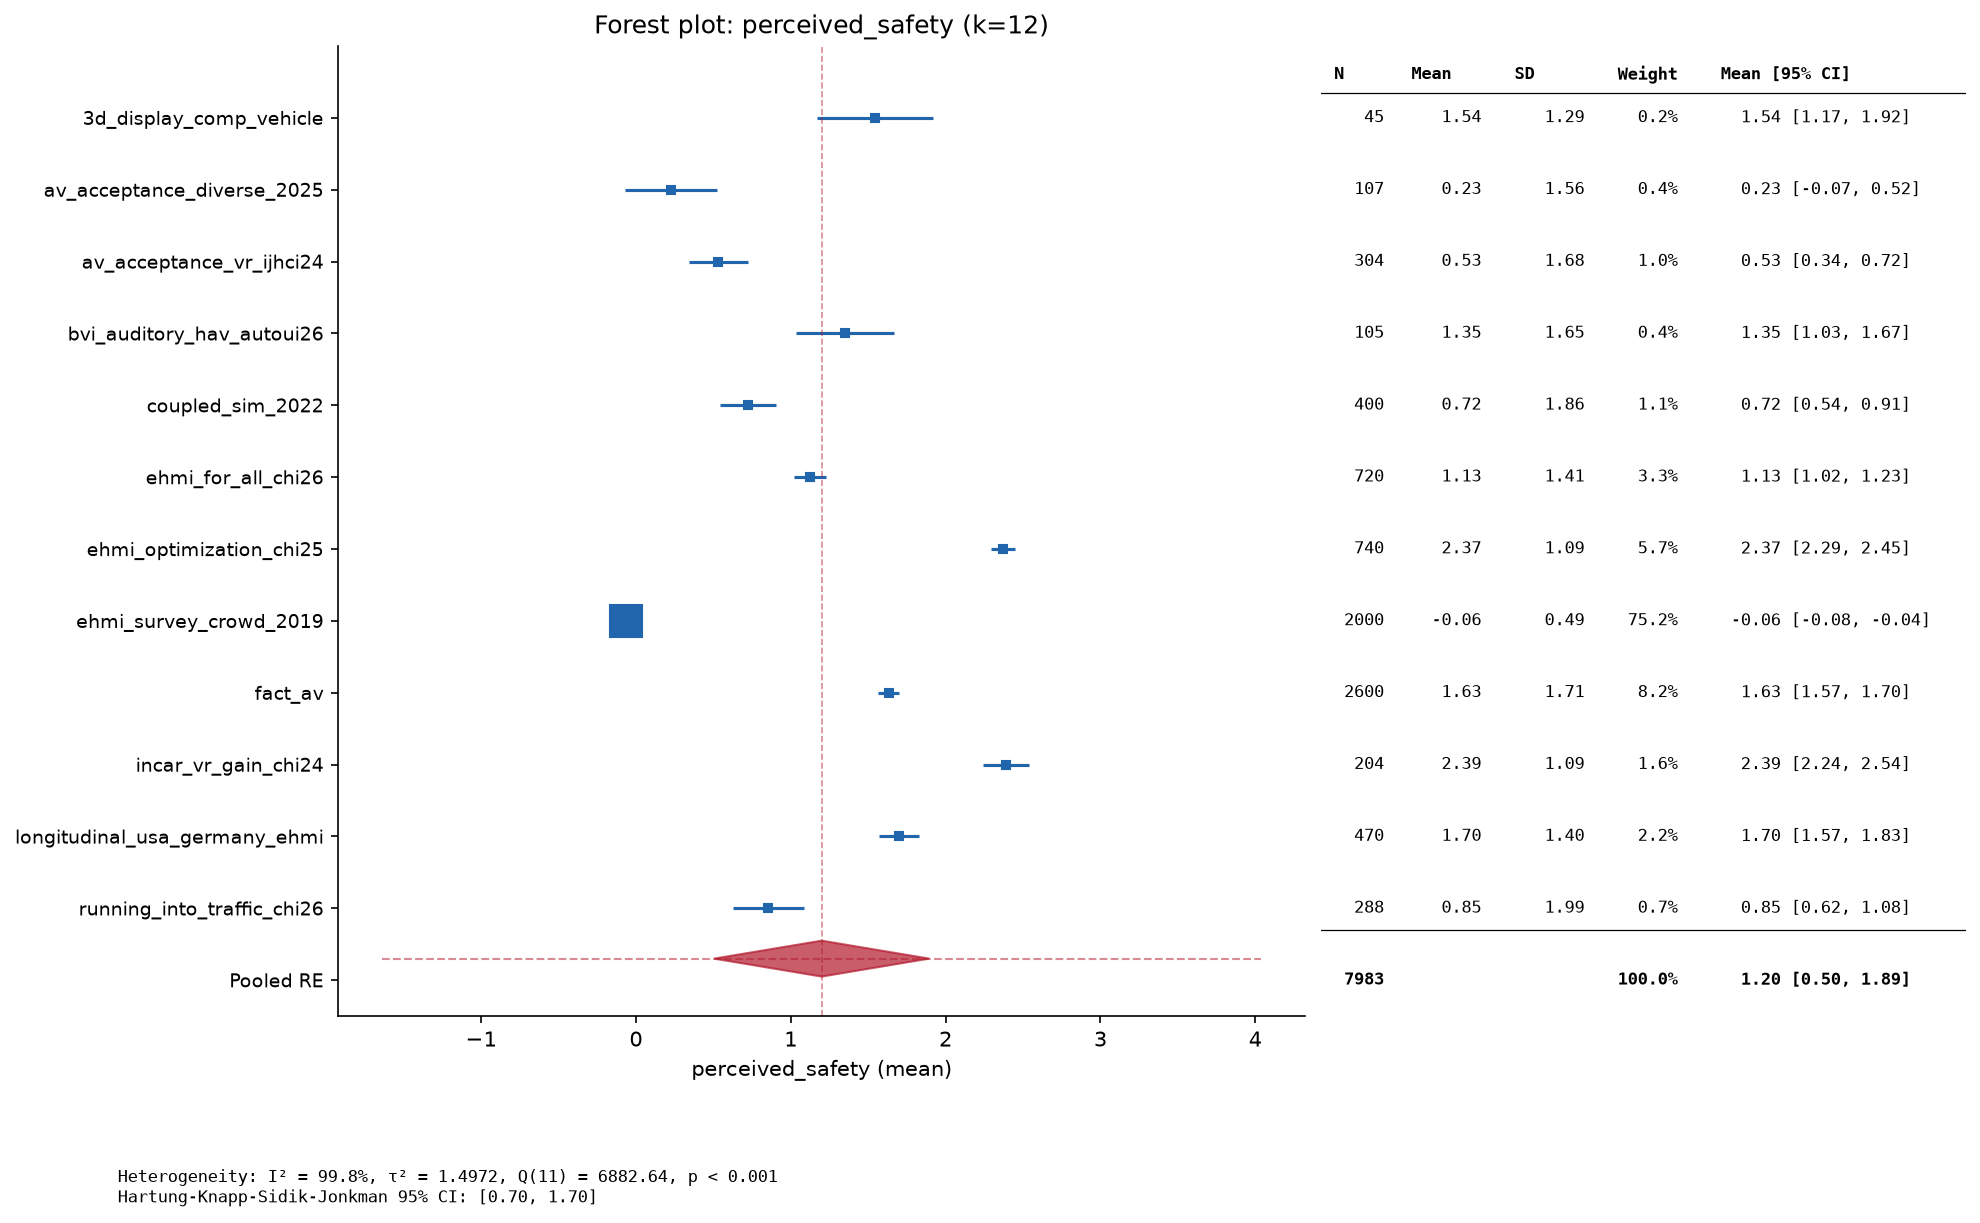 Forest plot: perceived_safety (k=12)
N Mean SD Weight Mean [95% CI]
3d_display_comp_vehicle 45 1.54 1.29 0.2% 1.54 [1.17, 1.92]
av_acceptance_diverse_2025 107 0.23 1.56 0.4% 0.23 [-0.07, 0.52]
av_acceptance_vr_ijhci24 304 0.53 1.68 1.0% 0.53 [0.34, 0.72]
bvi_auditory_hav_autoui26 105 1.35 1.65 0.4% 1.35 [1.03, 1.67]
coupled_sim_2022 400 0.72 1.86 1.1% 0.72 [0.54, 0.91]
ehmi_for_all_chi26 720 1.13 1.41 3.3% 1.13 [1.02, 1.23]
ehmi_optimization_chi25 740 2.37 1.09 5.7% 2.37 [2.29, 2.45]
ehmi_survey_crowd_2019 2000 -0.06 0.49 75.2% -0.06 [-0.08, -0.04]
fact_av 2600 1.63 1.71 8.2% 1.63 [1.57, 1.70]
incar_vr_gain_chi24 204 2.39 1.09 1.6% 2.39 [2.24, 2.54]
longitudinal_usa_germany_ehmi 470 1.70 1.40 2.2% 1.70 [1.57, 1.83]
running_into_traffic_chi26 288 0.85 1.99 0.7% 0.85 [0.62, 1.08]
Pooled RE 7983 100.0% 1.20 [0.50, 1.89]
−1 0 1 2 3 4
perceived_safety (mean)
Heterogeneity: I² = 99.8%, τ² = 1.4972, Q(11) = 6882.64, p < 0.001
Hartung-Knapp-Sidik-Jonkman 95% CI: [0.70, 1.70]